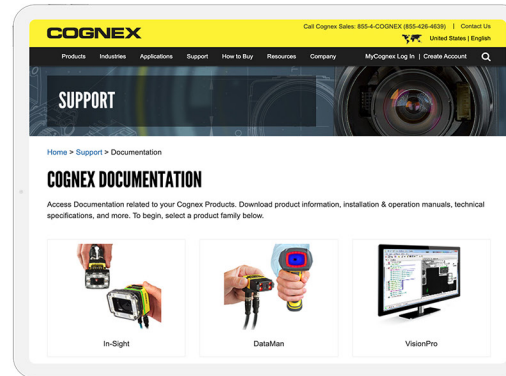 COGNEX
Call Cognex Sales: 855-4-COGNEX (855-426-4639) | Contact Us
United States | English
Products Industries Applications Support How to Buy Resources Company MyCognex Log In | Create Account
SUPPORT
Home > Support > Documentation
COGNEX DOCUMENTATION
Access Documentation related to your Cognex Products. Download product information, installation & operation manuals, technical
specifications, and more. To begin, select a product family below.
In-Sight DataMan VisionPro